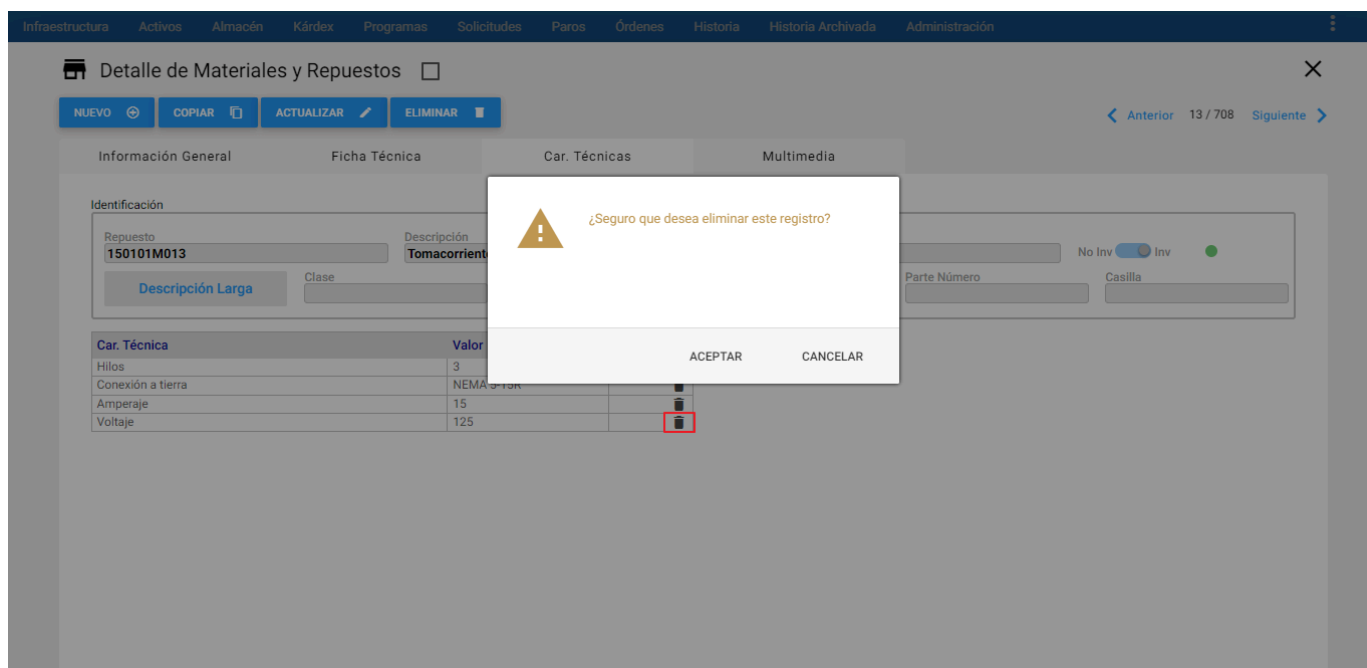 Infraestructura Activos Almacén Kárdex Programas Solicitudes Paros Órdenes Historia Historia Archivada Administración
Detalle de Materiales y Repuestos
NUEVO COPIAR ACTUALIZAR ELIMINAR Anterior 13 / 708 Siguiente
Información General Ficha Técnica Car. Técnicas Multimedia
¿Seguro que desea eliminar este registro?
ACEPTAR CANCELAR
Identificación
Repuesto Descripción
150101M013 No Inv Inv
Clase Parte Número Casilla
Descripción Larga
Car. Técnica Valor
Hilos 3
Conexión a tierra
Amperaje 15
Voltaje 125